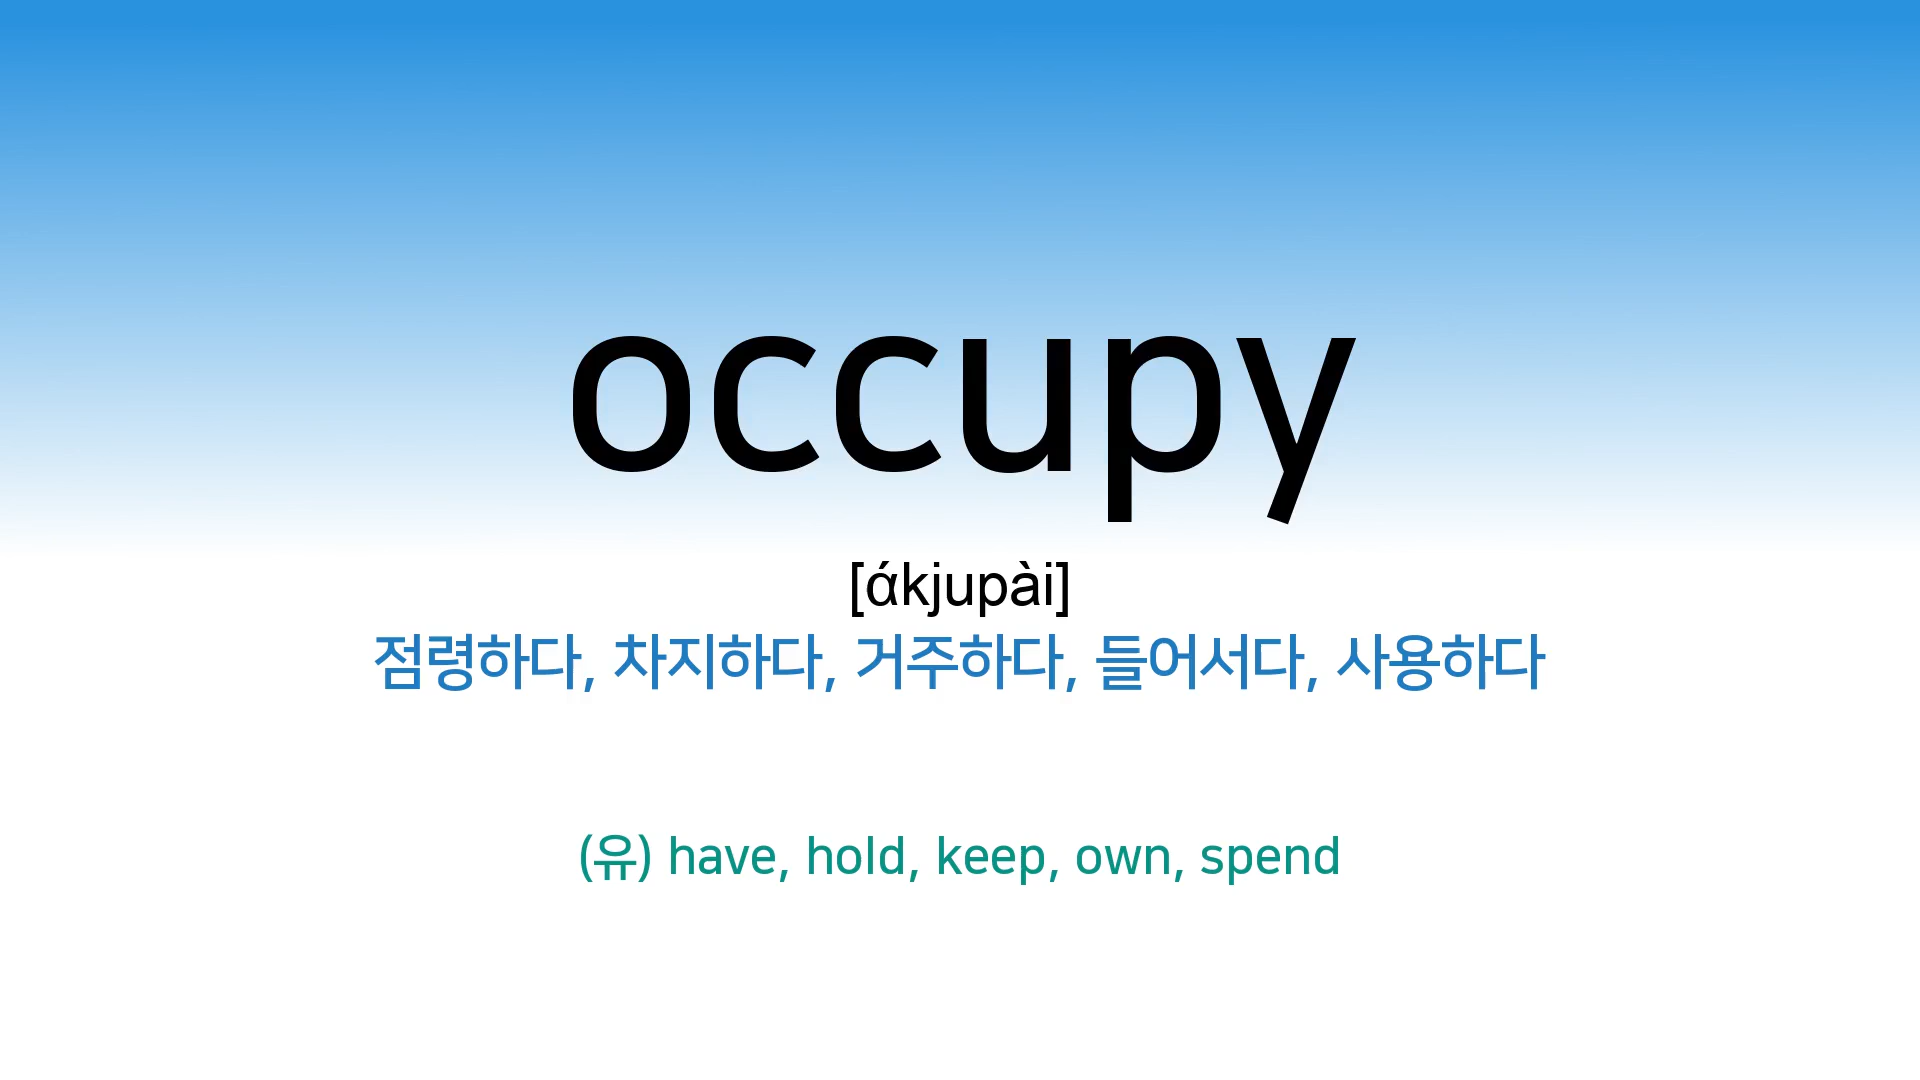 occupy
[ɑ́kjupài]
점령하다, 차지하다, 거주하다, 들어서다, 사용하다
(유) have, hold, keep, own, spend